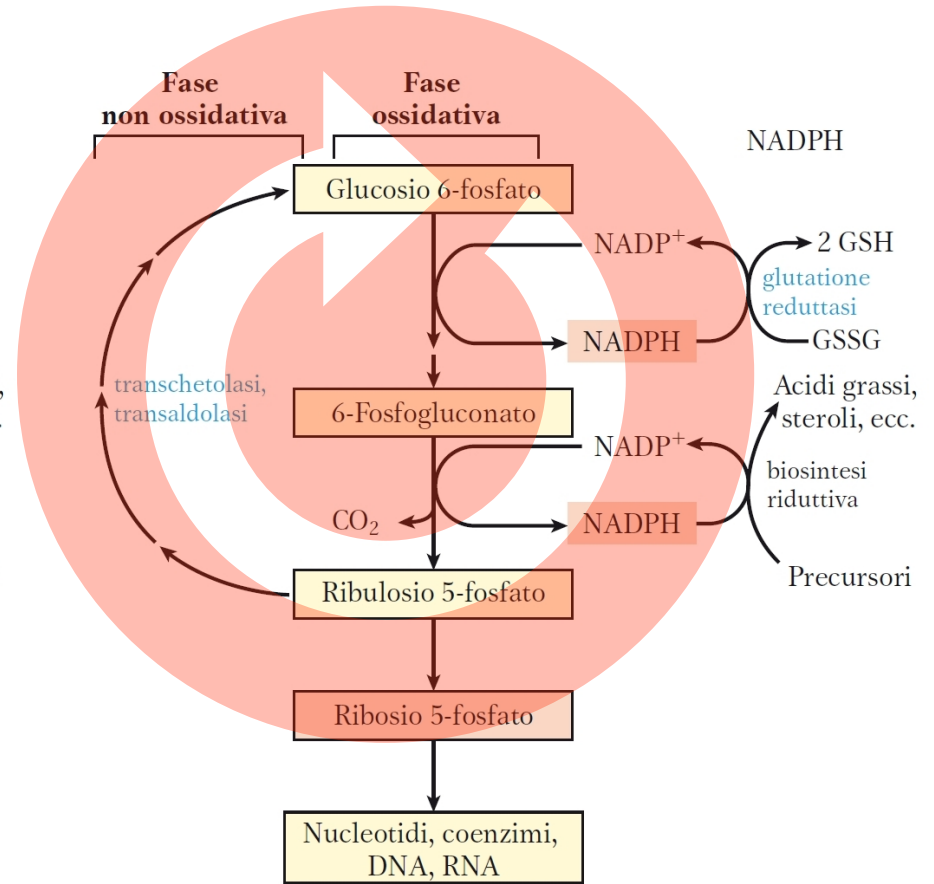 Fase
non ossidativa
Fase
ossidativa
NADPH
Glucosio 6-fosfato
NADP⁺
2 GSH
glutatione
reduttasi
NADPH
GSSG
transchetolasi,
transaldolasi
Acidi grassi,
steroli, ecc.
6-Fosfogluconato
NADP⁺
biosintesi
riduttiva
CO₂
NADPH
Precursori
Ribulosio 5-fosfato
Ribosio 5-fosfato
Nucleotidi, coenzimi,
DNA, RNA